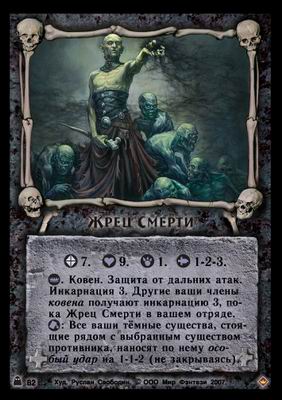 Жрец Смерти
7. 9. 1. 1-2-3.
. Ковен. Защита от дальних атак.
Инкарнация 3. Другие ваши члены
ковена получают инкарнацию 3, по-
ка Жрец Смерти в вашем отряде.
: Все ваши тёмные существа, стоя-
щие рядом с выбранным существом
противника, наносят по нему осо-
бый удар на 1-1-2 (не закрываясь).
82 Худ. Руслан Свободин. © ООО Мир Фэнтези 2007.